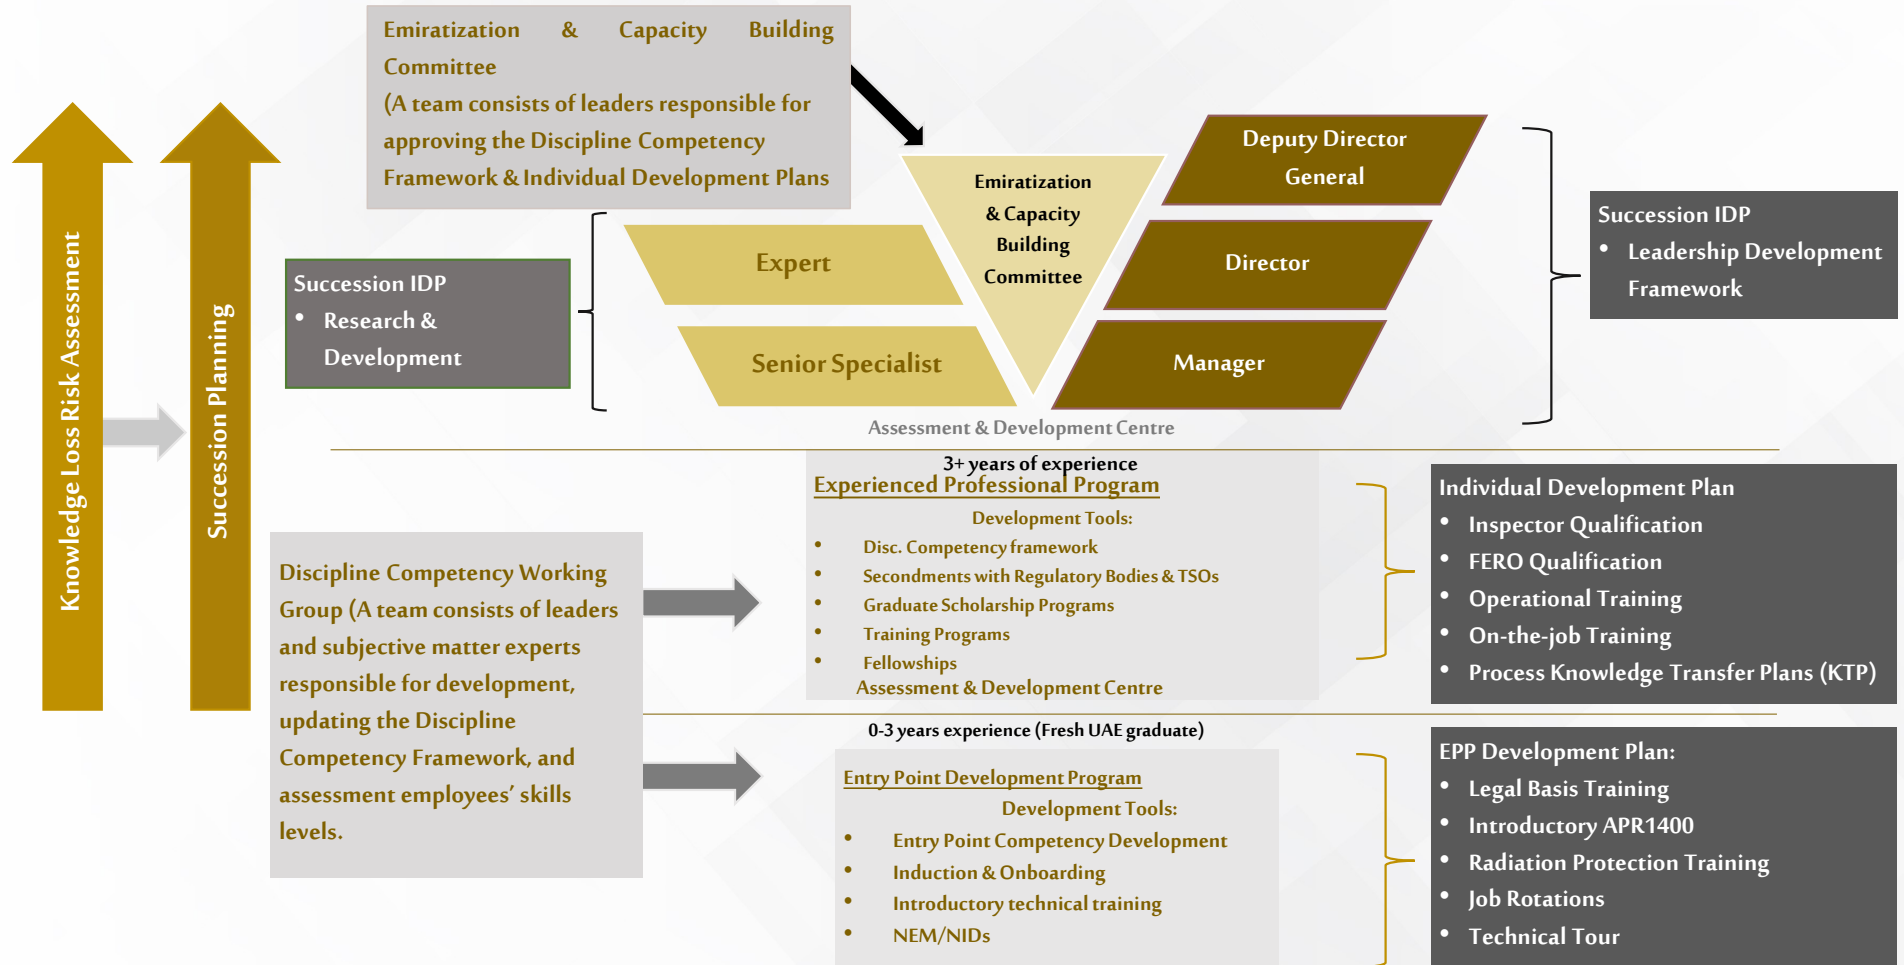 Emiratization & Capacity Building
Committee
(A team consists of leaders responsible for
approving the Discipline Competency
Framework & Individual Development Plans
Knowledge Loss Risk Assessment
Succession Planning
Succession IDP
• Research &
Development
Expert
Senior Specialist
Emiratization
& Capacity
Building
Committee
Deputy Director
General
Director
Manager
Succession IDP
• Leadership Development
Framework
Assessment & Development Centre
3+ years of experience
Experienced Professional Program
Development Tools:
• Disc. Competency framework
• Secondments with Regulatory Bodies & TSOs
• Graduate Scholarship Programs
• Training Programs
• Fellowships
Assessment & Development Centre
Individual Development Plan
• Inspector Qualification
• FERO Qualification
• Operational Training
• On-the-job Training
• Process Knowledge Transfer Plans (KTP)
Discipline Competency Working
Group (A team consists of leaders
and subjective matter experts
responsible for development,
updating the Discipline
Competency Framework, and
assessment employees’ skills
levels.
0-3 years experience (Fresh UAE graduate)
Entry Point Development Program
Development Tools:
• Entry Point Competency Development
• Induction & Onboarding
• Introductory technical training
• NEM/NIDs
EPP Development Plan:
• Legal Basis Training
• Introductory APR1400
• Radiation Protection Training
• Job Rotations
• Technical Tour